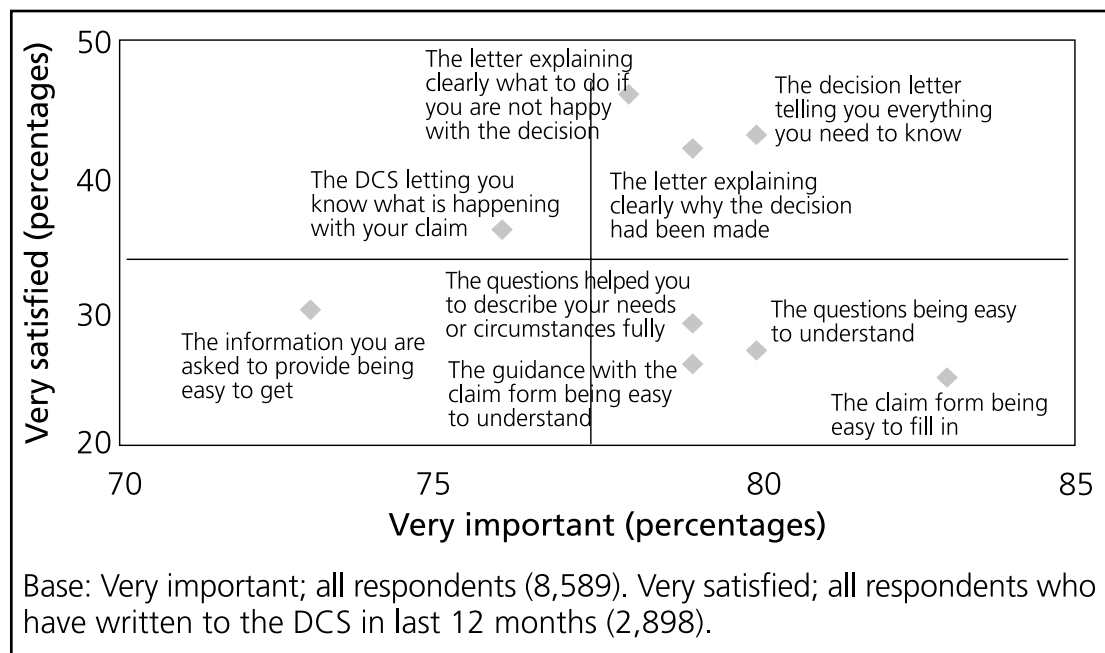 50
The letter explaining
clearly what to do if
you are not happy
with the decision
The decision letter
telling you everything
you need to know
40
The DCS letting you
know what is happening
with your claim
The letter explaining
clearly why the decision
had been made
Very satisfied (percentages)
30
The information you are
asked to provide being
easy to get
The questions helped you
to describe your needs
or circumstances fully
The guidance with the
claim form being easy
to understand
The questions being easy
to understand
The claim form being
easy to fill in
20
70 75 80 85
Very important (percentages)
Base: Very important; all respondents (8,589). Very satisfied; all respondents who
have written to the DCS in last 12 months (2,898).